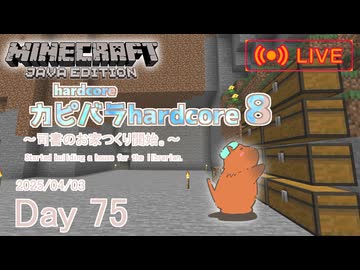 MINECRAFT
JAVA EDITION
LIVE
hardcore
カピバラhardcore8
～司書のお家つくり開始。～
Started building a house for the librarian.
2025/04/03
Day 75